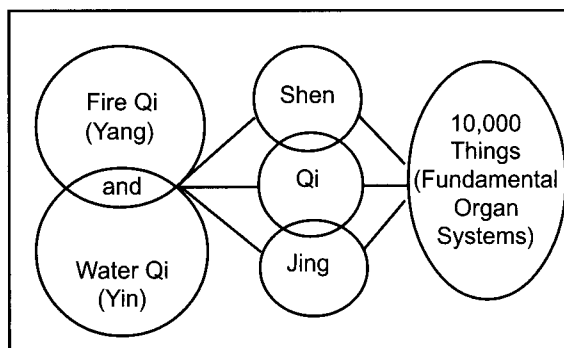 Fire Qi
(Yang)
and
Water Qi
(Yin)
Shen
Qi
Jing
10,000
Things
(Fundamental
Organ
Systems)